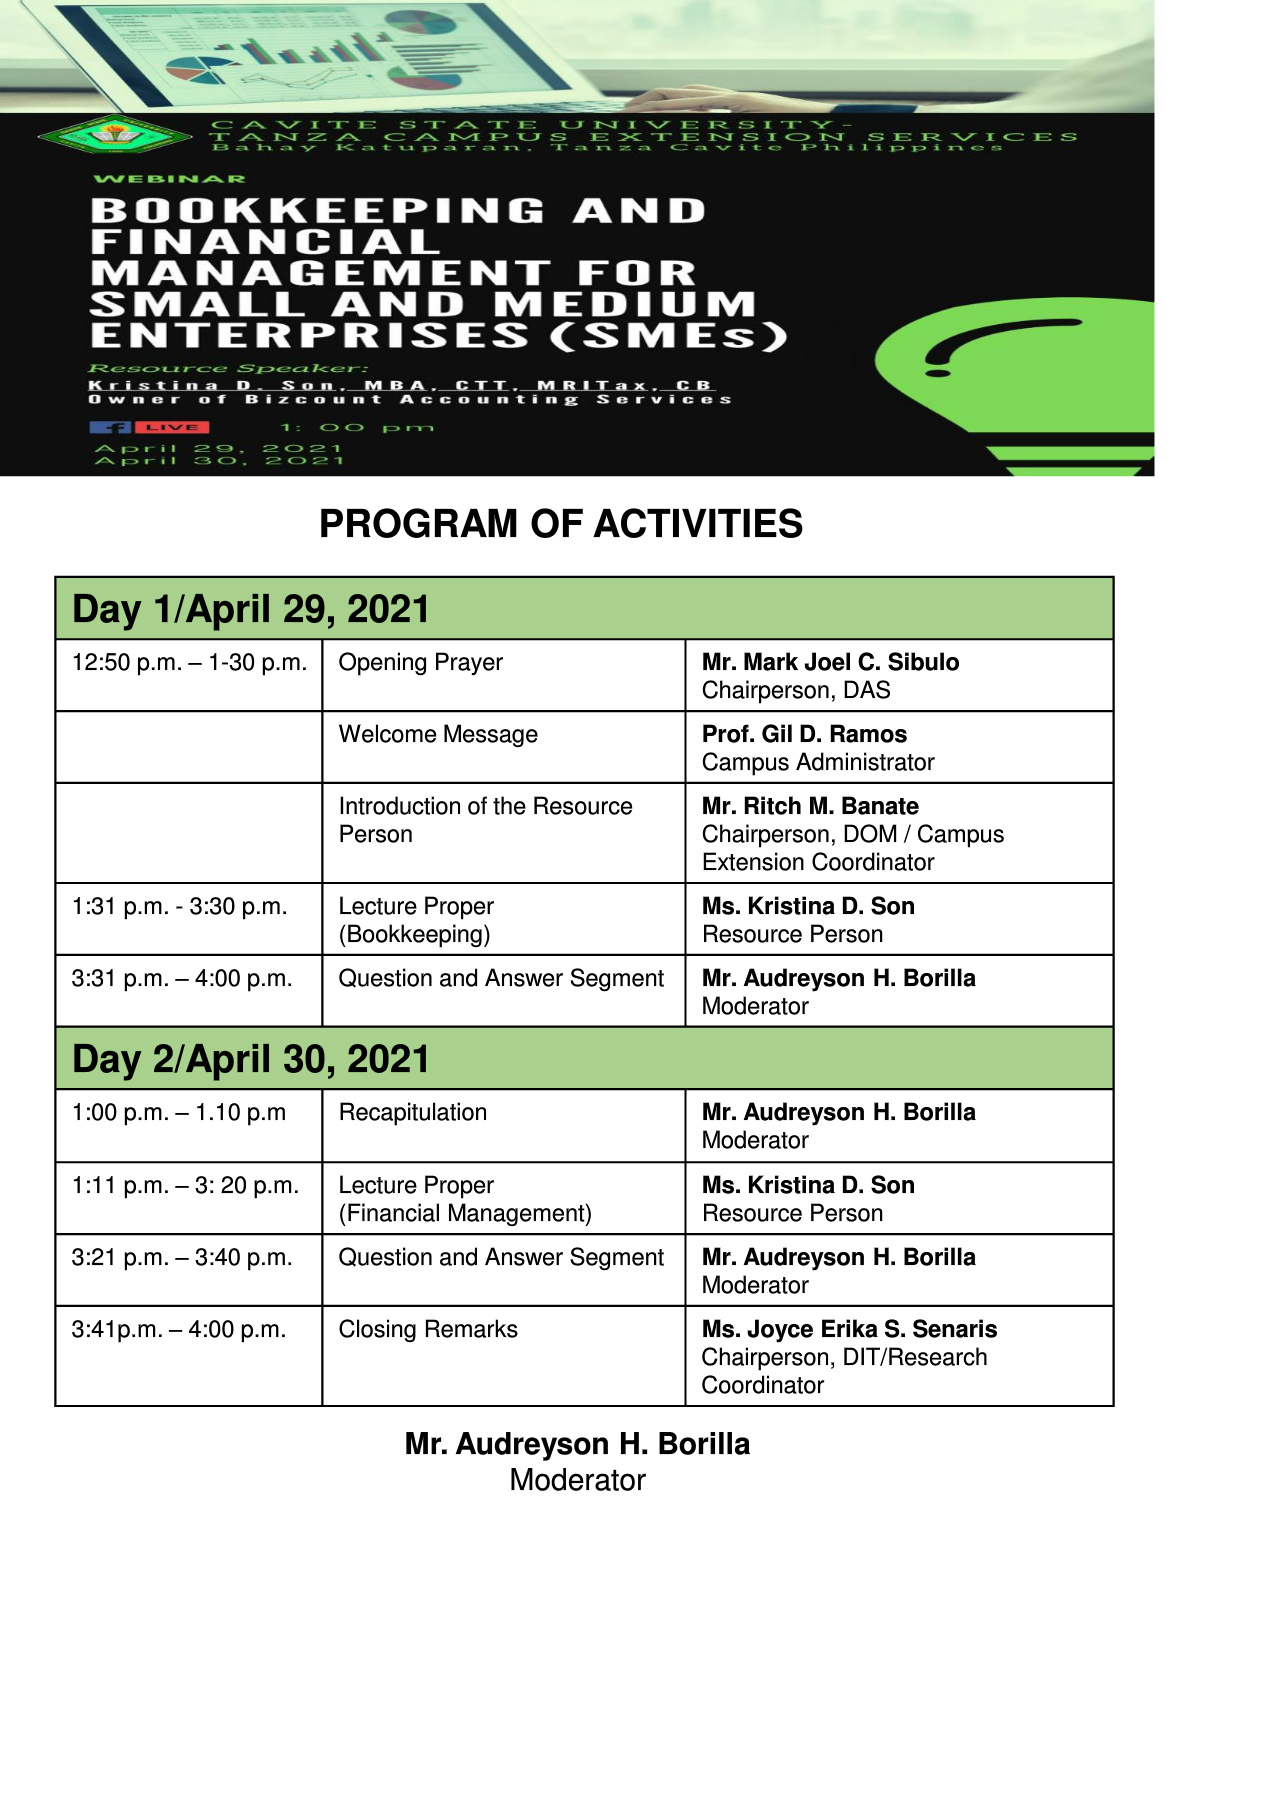 CAVITE STATE UNIVERSITY-
TANZA CAMPUS EXTENSION SERVICES
Bahay Katuparan, Tanza Cavite Philippines
WEBINAR
BOOKKEEPING AND
FINANCIAL
MANAGEMENT FOR
SMALL AND MEDIUM
ENTERPRISES (SMEs)
Resource Speaker:
Kristina D. Son, MBA, CTT, MRITax, CB
Owner of Bizcount Accounting Services
f LIVE 1: 00 pm
April 29, 2021
April 30, 2021
PROGRAM OF ACTIVITIES
Day 1/April 29, 2021
12:50 p.m. – 1-30 p.m. Opening Prayer Mr. Mark Joel C. Sibulo
Chairperson, DAS
Welcome Message Prof. Gil D. Ramos
Campus Administrator
Introduction of the Resource Mr. Ritch M. Banate
Person Chairperson, DOM / Campus
Extension Coordinator
1:31 p.m. - 3:30 p.m. Lecture Proper Ms. Kristina D. Son
(Bookkeeping) Resource Person
3:31 p.m. – 4:00 p.m. Question and Answer Segment Mr. Audreyson H. Borilla
Moderator
Day 2/April 30, 2021
1:00 p.m. – 1.10 p.m Recapitulation Mr. Audreyson H. Borilla
Moderator
1:11 p.m. – 3: 20 p.m. Lecture Proper Ms. Kristina D. Son
(Financial Management) Resource Person
3:21 p.m. – 3:40 p.m. Question and Answer Segment Mr. Audreyson H. Borilla
Moderator
3:41p.m. – 4:00 p.m. Closing Remarks Ms. Joyce Erika S. Senaris
Chairperson, DIT/Research
Coordinator
Mr. Audreyson H. Borilla
Moderator